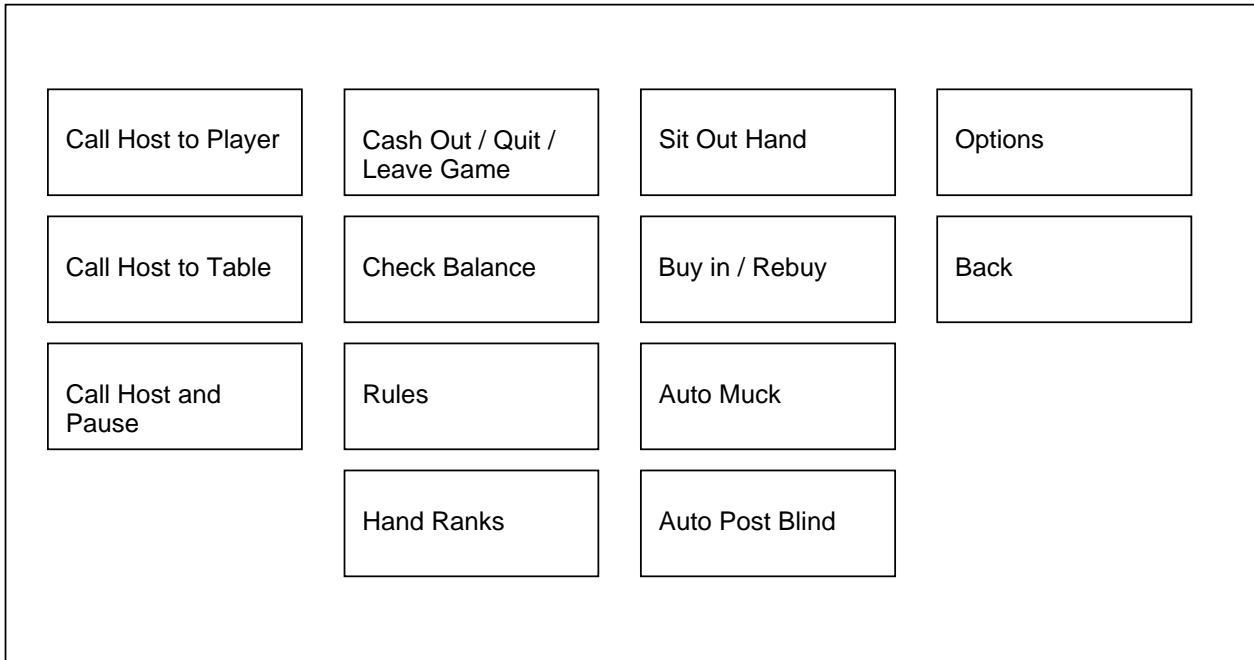 Call Host to Player
Cash Out / Quit /
Leave Game
Sit Out Hand
Options
Call Host to Table
Check Balance
Buy in / Rebuy
Back
Call Host and
Pause
Rules
Auto Muck
Hand Ranks
Auto Post Blind